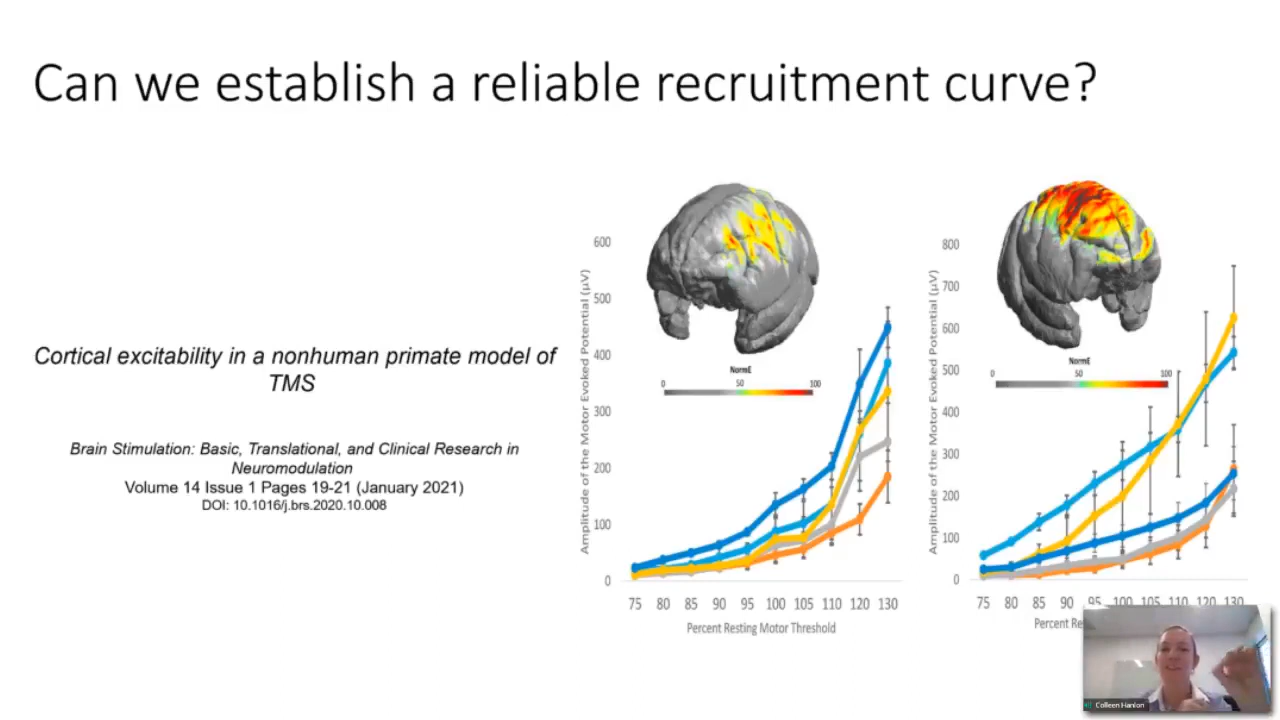 Can we establish a reliable recruitment curve?
Cortical excitability in a nonhuman primate model of
TMS
Brain Stimulation: Basic, Translational, and Clinical Research in
Neuromodulation
Volume 14 Issue 1 Pages 19-21 (January 2021)
DOI: 10.1016/j.brs.2020.10.008
Amplitude of the Motor Evoked Potential (µV)
600
500
400
300
200
100
0
NormE
0 50 100
75 80 85 90 95 100 105 110 120 130
Percent Resting Motor Threshold
Amplitude of the Motor Evoked Potential (µV)
800
700
600
500
400
300
200
100
0
NormE
0 50 100
75 80 85 90 95 100 105 110 120 130
Percent Re
Colleen Hanlon